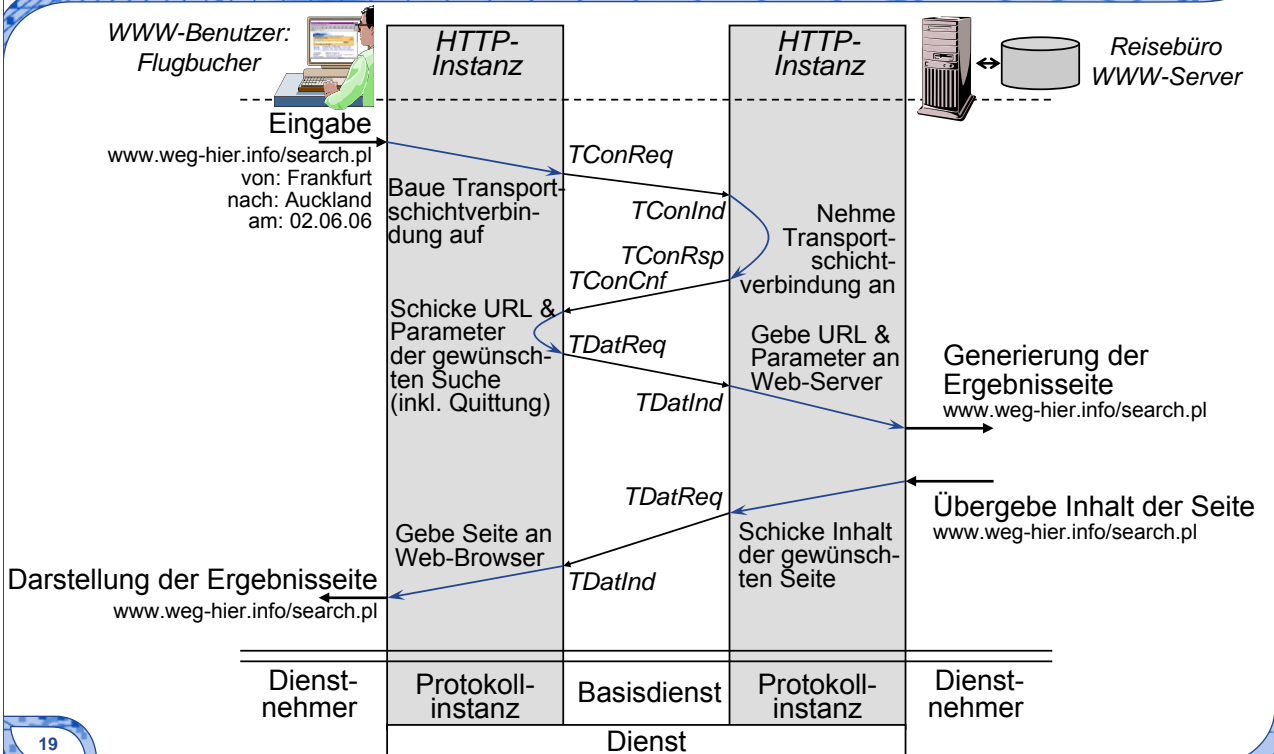 WWW-Benutzer:
Flugbucher
HTTP-
Instanz
HTTP-
Instanz
Reisebüro
WWW-Server
Eingabe
www.weg-hier.info/search.pl
von: Frankfurt
nach: Auckland
am: 02.06.06
Baue Transport-
schichtverbin-
dung auf
TConReq
TConInd
Nehme
Transport-
schicht-
verbindung an
TConRsp
TConCnf
Schicke URL &
Parameter
der gewünsch-
ten Suche
(inkl. Quittung)
TDatReq
TDatInd
Gebe URL &
Parameter an
Web-Server
Generierung der
Ergebnisseite
www.weg-hier.info/search.pl
Übergebe Inhalt der Seite
www.weg-hier.info/search.pl
TDatReq
Schicke Inhalt
der gewünsch-
ten Seite
Gebe Seite an
Web-Browser
TDatInd
Darstellung der Ergebnisseite
www.weg-hier.info/search.pl
Dienst-
nehmer
Protokoll-
instanz
Basisdienst
Protokoll-
instanz
Dienst-
nehmer
Dienst
19